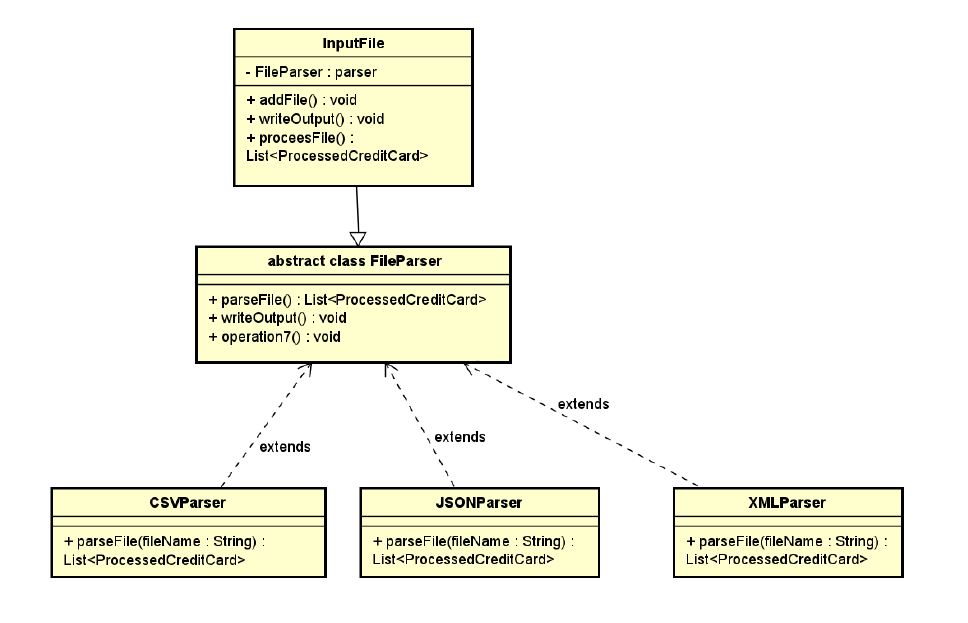 InputFile
- FileParser : parser
+ addFile() : void
+ writeOutput() : void
+ proceesFile() :
List<ProcessedCreditCard>
abstract class FileParser
+ parseFile() : List<ProcessedCreditCard>
+ writeOutput() : void
+ operation7() : void
extends
extends
extends
CSVParser
+ parseFile(fileName : String) :
List<ProcessedCreditCard>
JSONParser
+ parseFile(fileName : String) :
List<ProcessedCreditCard>
XMLParser
+ parseFile(fileName : String) :
List<ProcessedCreditCard>